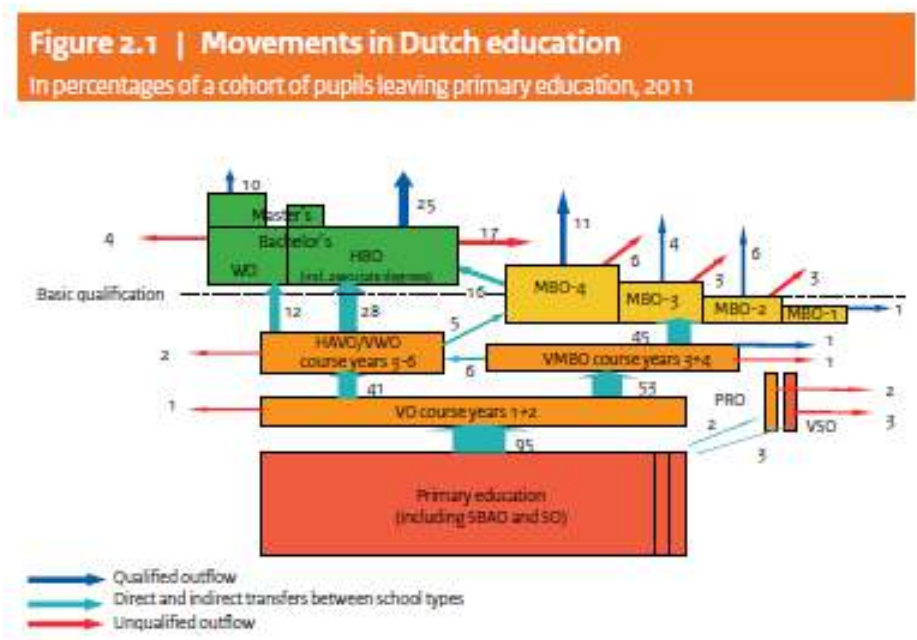 Figure 2.1 | Movements in Dutch education
In percentages of a cohort of pupils leaving primary education, 2011
10
25
Master's
11
4
Bachelor's
17
4
6
HBO
6
3
3
WO
(incl. associate degrees)
Basic qualification
16
MBO-4
MBO-3
MBO-2
MBO-1
1
12
28
5
HAVO/VWO
course years 3-6
45
1
2
6
VMBO course years 3+4
1
41
53
PRO
2
1
VO course years 1+2
2
VSO
3
95
3
Primary education
(including SBAO and SO)
Qualified outflow
Direct and indirect transfers between school types
Unqualified outflow